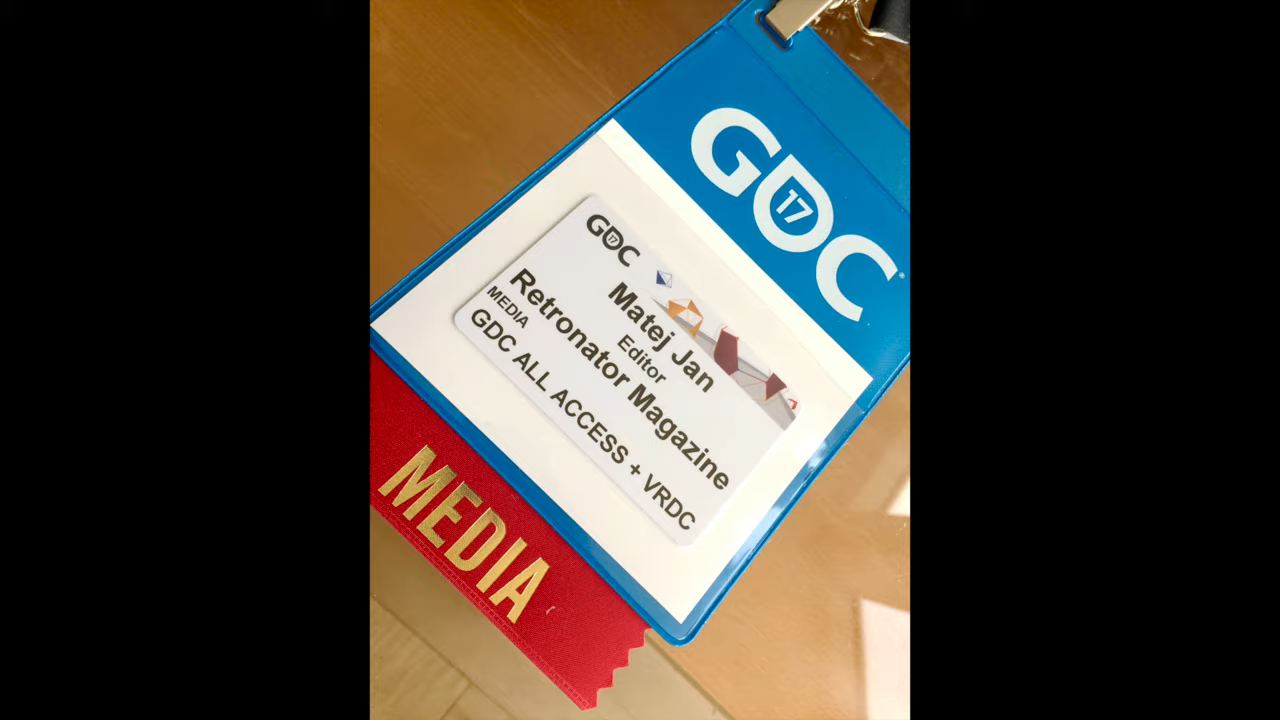 GDC
17
GDC
17
Matej Jan
Editor
Retronator Magazine
MEDIA
GDC ALL ACCESS + VRDC
MEDIA